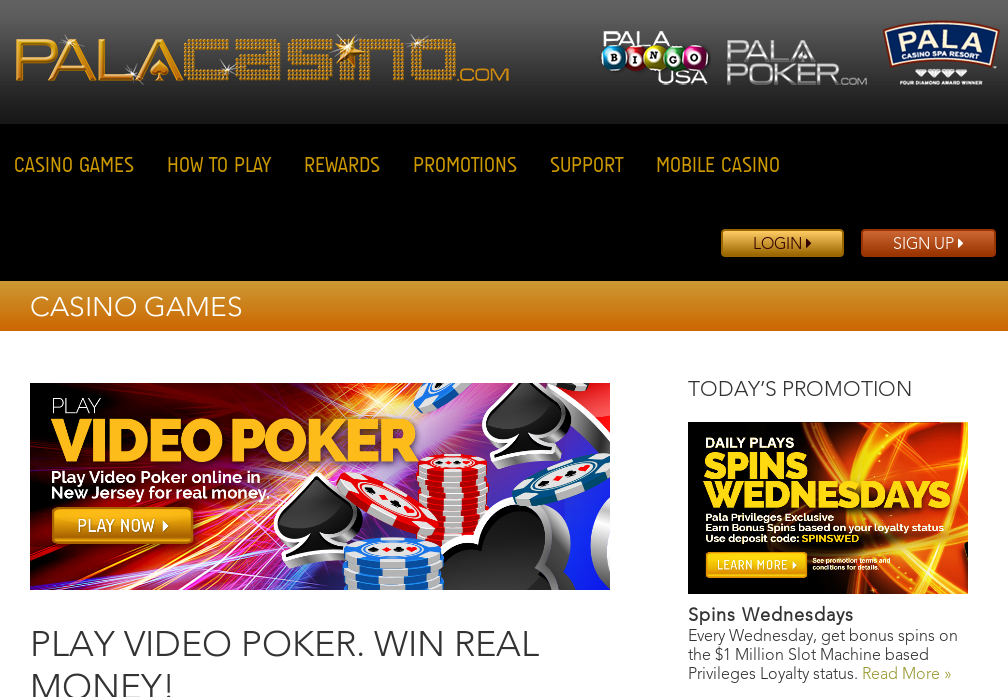 PALACASINO.COM
PALA
BINGO
USA
PALA
POKER.COM
PALA
CASINO SPA RESORT
FOUR DIAMOND AWARD WINNER
CASINO GAMES HOW TO PLAY REWARDS PROMOTIONS SUPPORT MOBILE CASINO
LOGIN SIGN UP
CASINO GAMES
PLAY
VIDEO POKER
Play Video Poker online in
New Jersey for real money.
PLAY NOW
PLAY VIDEO POKER. WIN REAL
MONEY!
TODAY'S PROMOTION
DAILY PLAYS
SPINS
WEDNESDAYS
Pala Privileges Exclusive
Earn Bonus Spins based on your loyalty status
Use deposit code: SPINSWED
LEARN MORE
See promotion terms and
conditions for details.
Spins Wednesdays
Every Wednesday, get bonus spins on
the $1 Million Slot Machine based
Privileges Loyalty status. Read More »